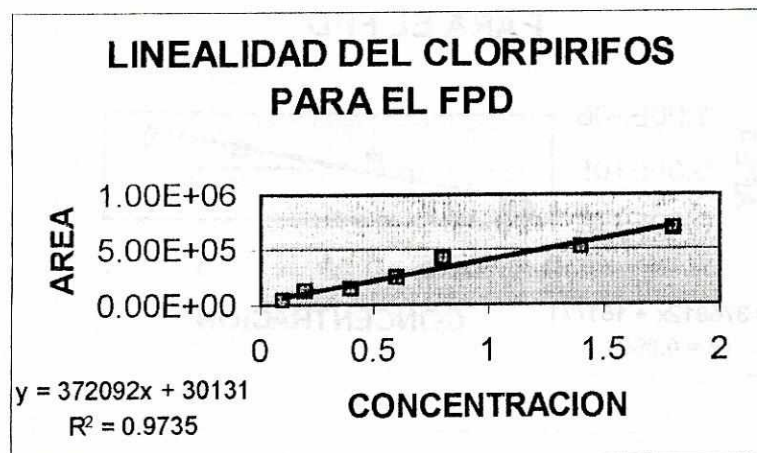 LINEALIDAD DEL CLORPIRIFOS
PARA EL FPD
1.00E+06
5.00E+05
0.00E+00
AREA
0
0.5
1
1.5
2
CONCENTRACION
y = 372092x + 30131
R² = 0.9735